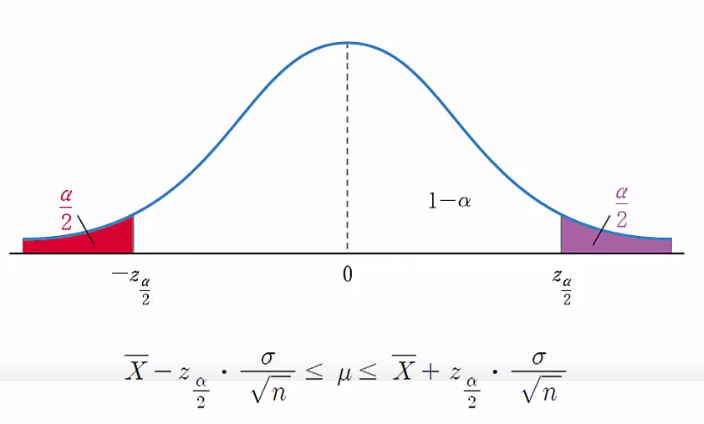 α/2 α/2
1−α
−z_{α/2} 0 z_{α/2}
X̅ − z_{α/2} · σ/√n ≤ μ ≤ X̅ + z_{α/2} · σ/√n